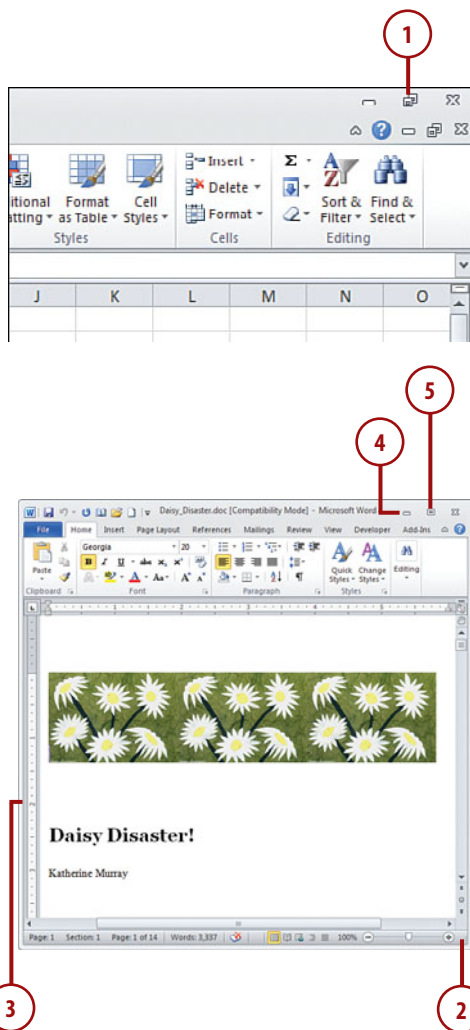 1
Insert
Σ
itional Format Cell
Delete
Sort & Find &
atting as Table Styles
Format
Filter Select
Styles Cells Editing
J K L M N O
5
4
Daisy_Disaster.doc [Compatibility Mode] - Microsoft Word
File Home Insert Page Layout References Mailings Review View Developer Add-Ins
Georgia 20
Paste
B I U abc x, x²
Quick Change Editing
Styles Styles
Aa A A
Clipboard Font Paragraph Styles
Daisy Disaster!
Katherine Murray
Page: 1 Section: 1 Page: 1 of 14 Words: 3,337 100%
3
2